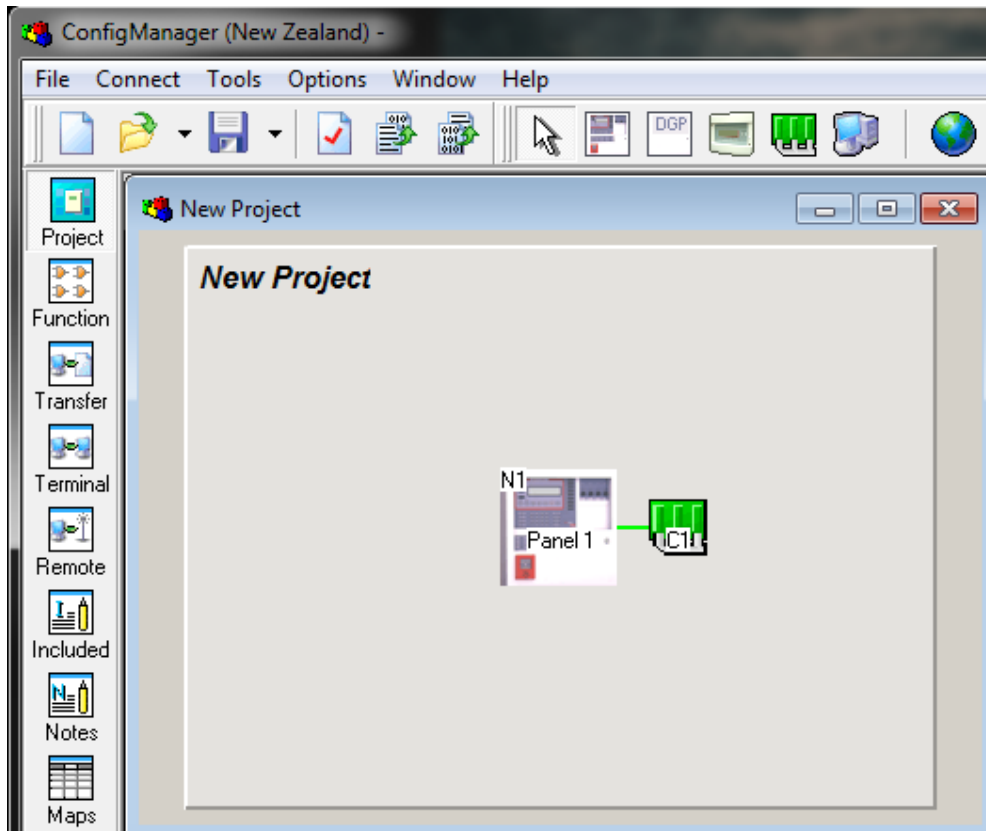 ConfigManager (New Zealand) -
File Connect Tools Options Window Help
DGP
Project
Function
Transfer
Terminal
Remote
Included
Notes
Maps
New Project
New Project
N1
Panel 1
C1